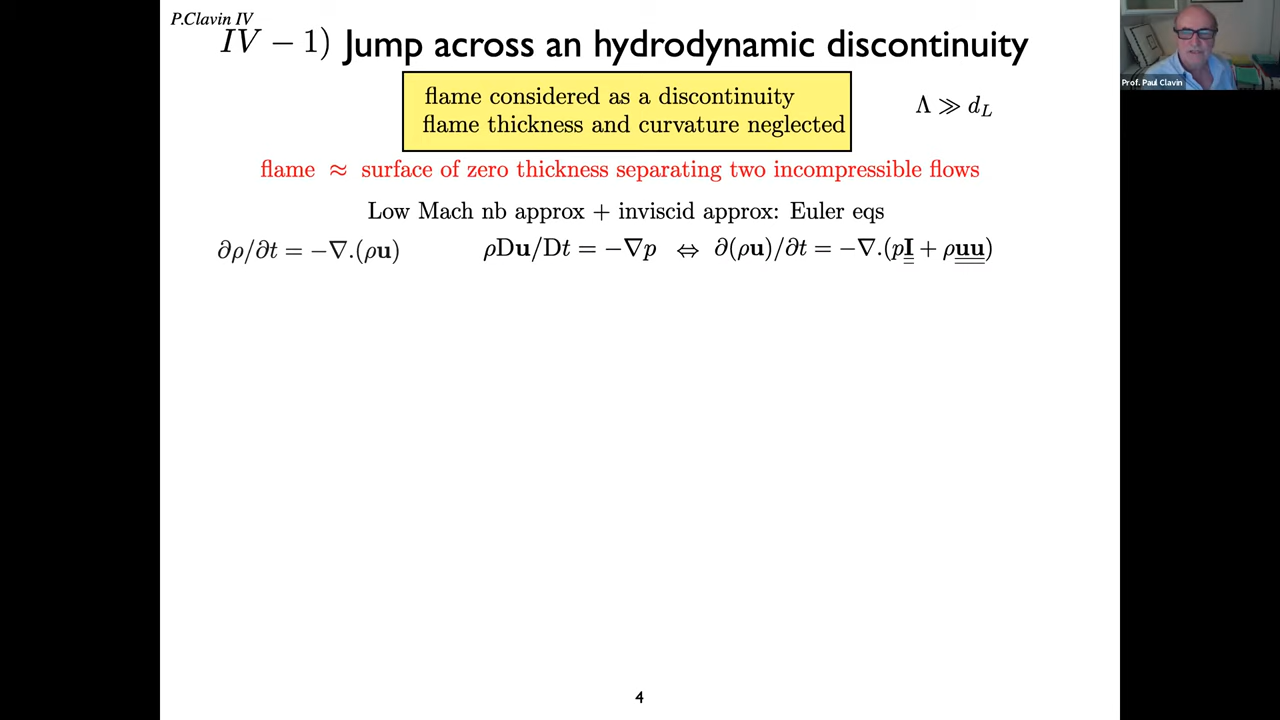 P.Clavin IV
IV − 1) Jump across an hydrodynamic discontinuity
flame considered as a discontinuity
flame thickness and curvature neglected
Λ ≫ d_L
flame ≈ surface of zero thickness separating two incompressible flows
Low Mach nb approx + inviscid approx: Euler eqs
∂ρ/∂t = −∇.(ρu) ρDu/Dt = −∇p ⇔ ∂(ρu)/∂t = −∇.(pI + ρuu)
Prof. Paul Clavin
4